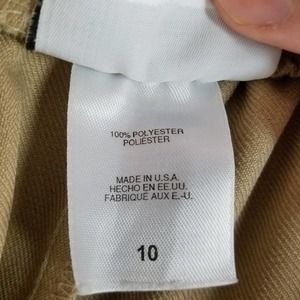 100% POLYESTER
POLIESTER
MADE IN U.S.A.
HECHO EN EE.UU.
FABRIQUE AUX E.-U.
10